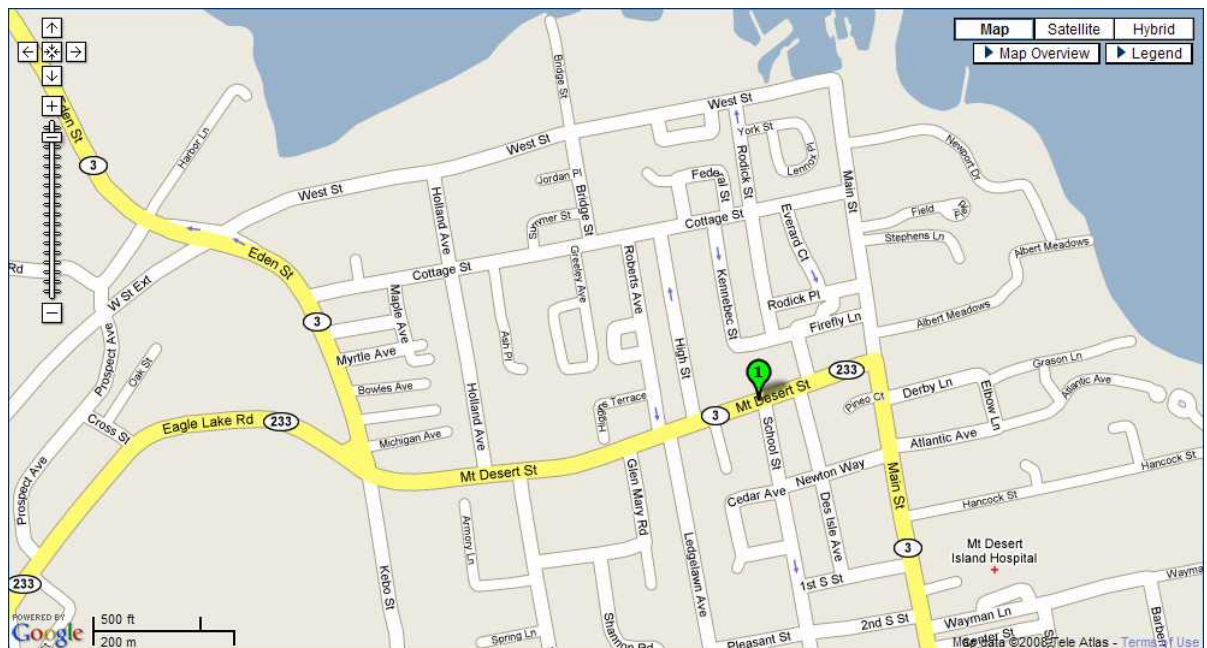 Map
Satellite
Hybrid
Map Overview
Legend
Bridge St
Eden St
3
Harbor Ln
West St
West St
West St
York St
Lennox Pl
Rodick St
Newport Dr
Main St
Federal St
Jordan Pl
Bridge St
Holland Ave
Summer St
Cottage St
Everard Ct
Field
Stephens Ln
Albert Meadows
Rd
W St Ext
Eden St
Cottage St
Greeley Ave
Roberts Ave
Kennebec St
Rodick Pl
Maple Ave
3
Firefly Ln
Albert Meadows
Prospect Ave
Ash Pl
High St
Myrtle Ave
Oak St
Bowles Ave
Holland Ave
1
233
Grason Ln
Derby Ln
Elbow Ln
Atlantic Ave
Mt Desert St
Pineo Ct
3
Eagle Lake Rd
233
Cross St
Michigan Ave
School St
Atlantic Ave
Mt Desert St
Glen Mary Rd
Newton Way
Cedar Ave
Main St
Hancock St
Hancock St
Prospect Ave
Armory Ln
Ledgelawn Ave
Des Isle Ave
3
Mt Desert
Island Hospital
Kebo St
1st S St
233
Wayman Ln
2nd S St
Spring Ln
Shannon Rd
Pleasant St
POWERED BY
Google
500 ft
200 m
Map data ©2008 Tele Atlas - Terms of Use